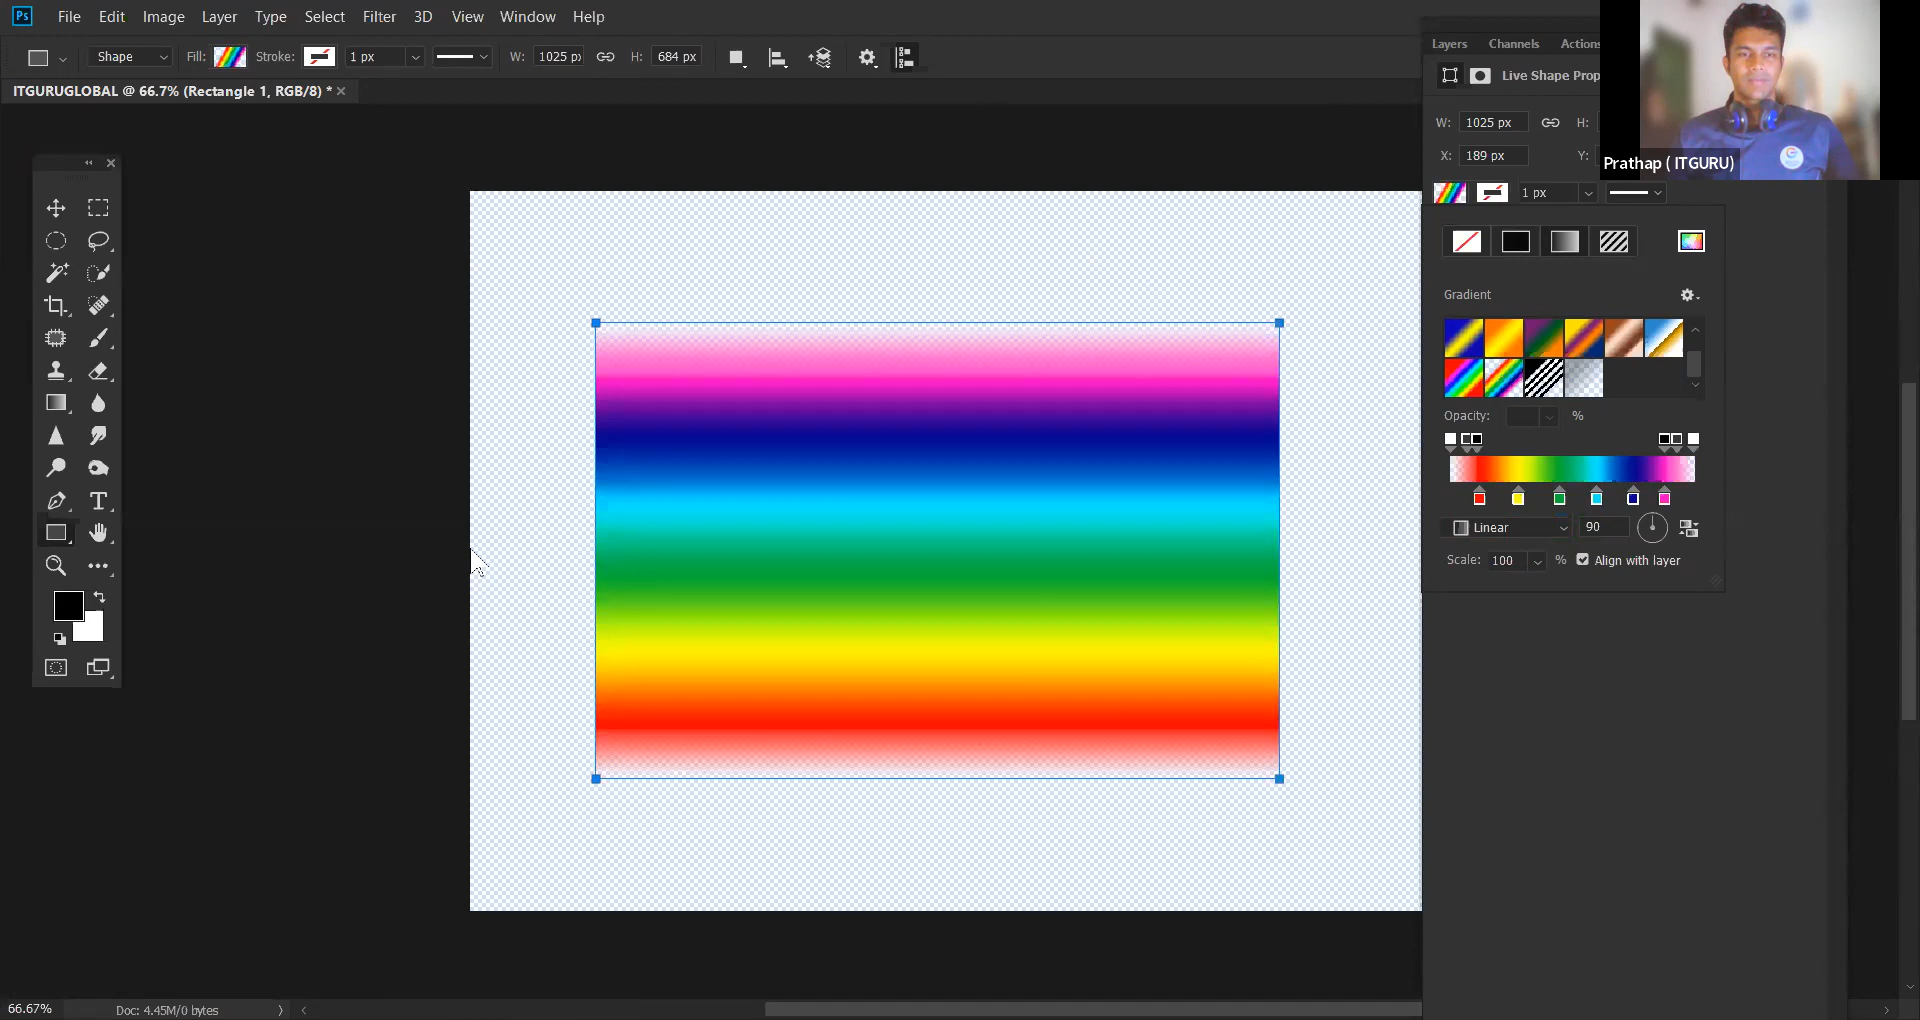 Ps File Edit Image Layer Type Select Filter 3D View Window Help
Shape Fill: Stroke: 1 px W: 1025 px H: 684 px
Layers Channels Actions
ITGURUGLOBAL @ 66.7% (Rectangle 1, RGB/8) *
Live Shape Prop
W: 1025 px H:
X: 189 px Y:
Prathap ( ITGURU)
1 px
Gradient
Opacity: %
Linear 90
Scale: 100 % Align with layer
T
66.67% Doc: 4.45M/0 bytes